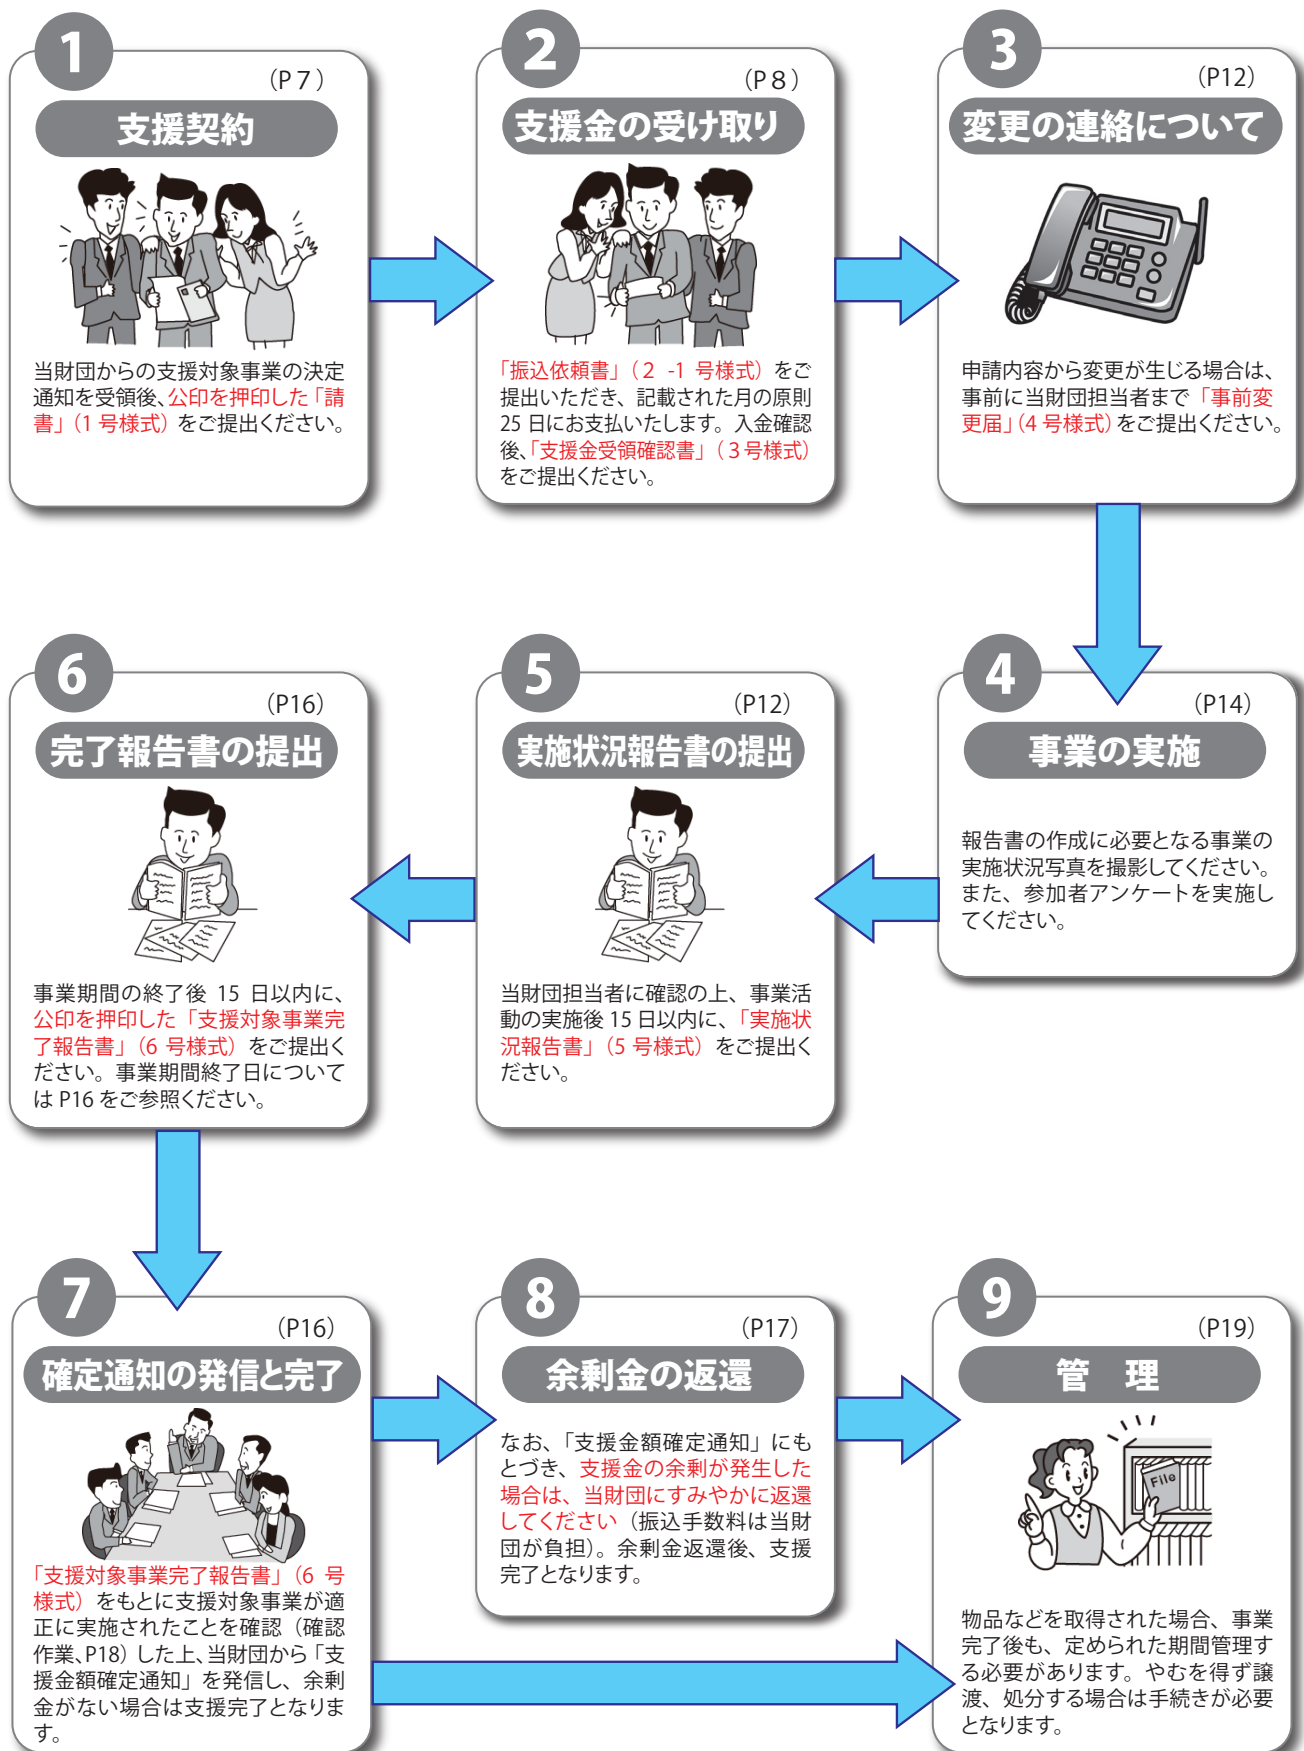 1
（P７）
支援契約
当財団からの支援対象事業の決定
通知を受領後、公印を押印した「請
書」（1 号様式）をご提出ください。
2
（P８）
支援金の受け取り
「振込依頼書」（２ -1 号様式）をご
提出いただき、記載された月の原則
25 日にお支払いたします。入金確認
後、「支援金受領確認書」（３号様式）
をご提出ください。
3
（P12）
変更の連絡について
申請内容から変更が生じる場合は、
事前に当財団担当者まで「事前変
更届」（4 号様式）をご提出ください。
4
（P14）
事業の実施
報告書の作成に必要となる事業の
実施状況写真を撮影してください。
また、参加者アンケートを実施し
てください。
5
（P12）
実施状況報告書の提出
当財団担当者に確認の上、事業活
動の実施後 15 日以内に、「実施状
況報告書」（5 号様式）をご提出く
ださい。
6
（P16）
完了報告書の提出
事業期間の終了後 15 日以内に、
公印を押印した「支援対象事業完
了報告書」（6 号様式）をご提出く
ださい。事業期間終了日について
は P16 をご参照ください。
7
（P16）
確定通知の発信と完了
「支援対象事業完了報告書」（6 号
様式）をもとに支援対象事業が適
正に実施されたことを確認（確認
作業、P18）した上、当財団から「支
援金額確定通知」を発信し、余剰
金がない場合は支援完了となりま
す。
8
（P17）
余剰金の返還
なお、「支援金額確定通知」にも
とづき、支援金の余剰が発生した
場合は、当財団にすみやかに返還
してください（振込手数料は当財
団が負担）。余剰金返還後、支援
完了となります。
9
（P19）
管　理
File
物品などを取得された場合、事業
完了後も、定められた期間管理す
る必要があります。やむを得ず譲
渡、処分する場合は手続きが必要
となります。